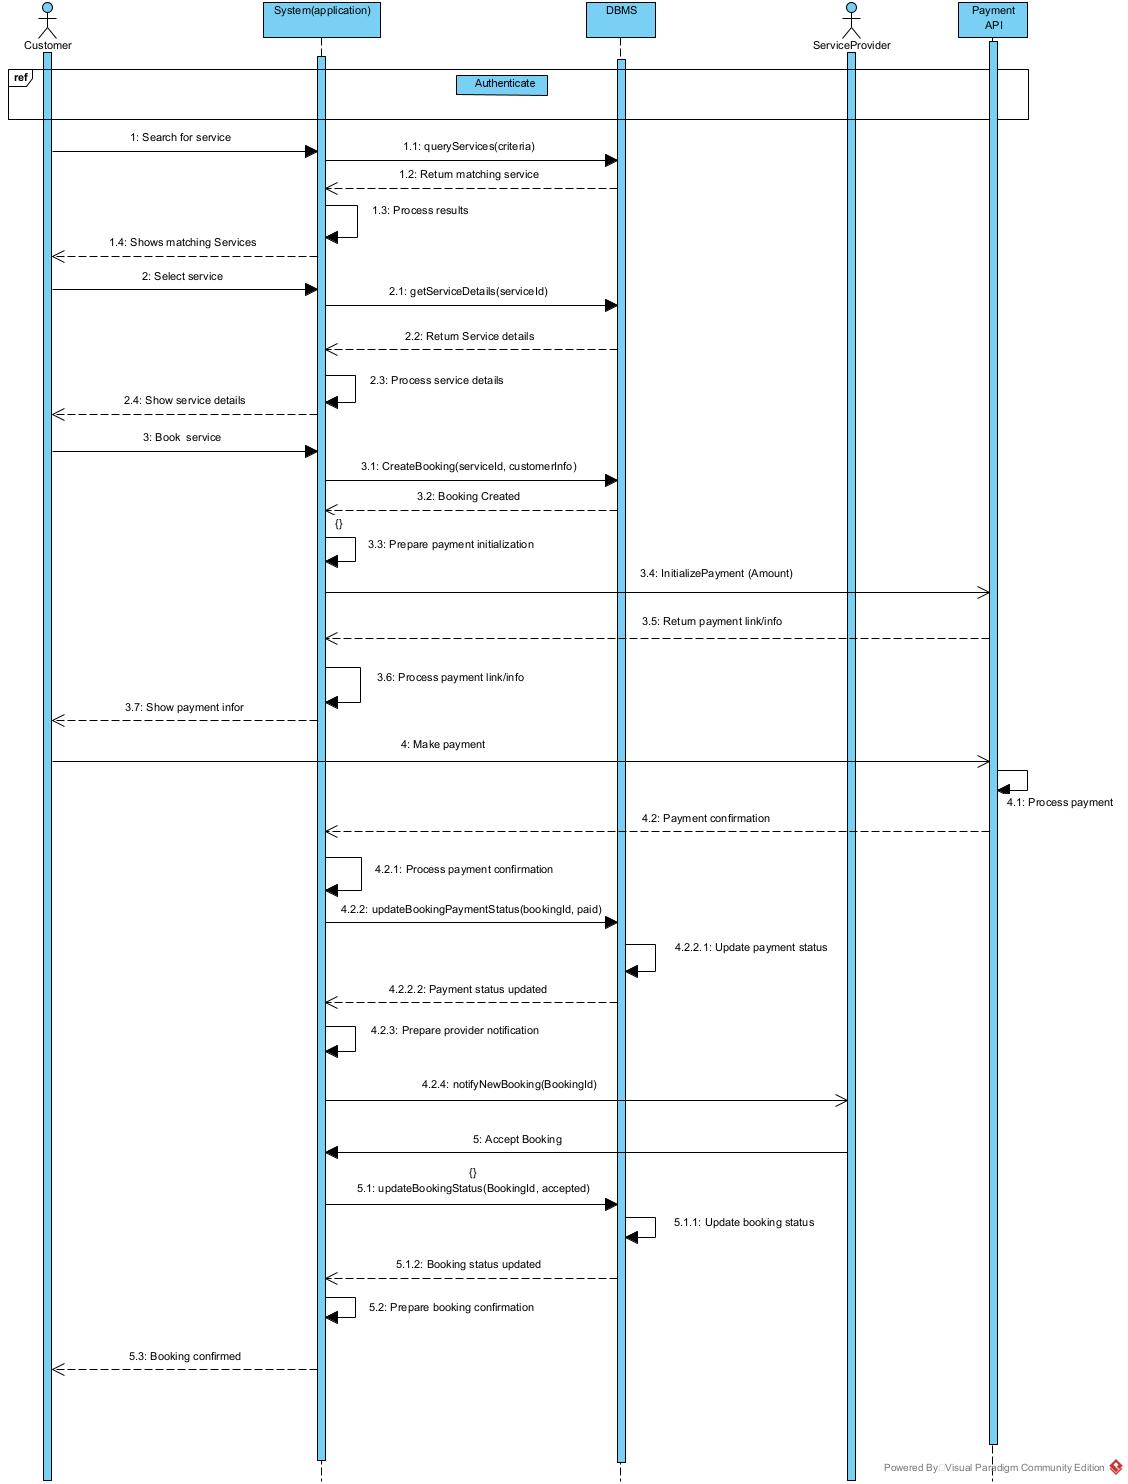 Customer
System(application)
DBMS
ServiceProvider
Payment
API
ref
Authenticate
1: Search for service
1.1: queryServices(criteria)
1.2: Return matching service
1.3: Process results
1.4: Shows matching Services
2: Select service
2.1: getServiceDetails(serviceId)
2.2: Return Service details
2.3: Process service details
2.4: Show service details
3: Book  service
3.1: CreateBooking(serviceId, customerInfo)
3.2: Booking Created
{}
3.3: Prepare payment initialization
3.4: InitializePayment (Amount)
3.5: Return payment link/info
3.6: Process payment link/info
3.7: Show payment infor
4: Make payment
4.1: Process payment
4.2: Payment confirmation
4.2.1: Process payment confirmation
4.2.2: updateBookingPaymentStatus(bookingId, paid)
4.2.2.1: Update payment status
4.2.2.2: Payment status updated
4.2.3: Prepare provider notification
4.2.4: notifyNewBooking(BookingId)
5: Accept Booking
{}
5.1: updateBookingStatus(BookingId, accepted)
5.1.1: Update booking status
5.1.2: Booking status updated
5.2: Prepare booking confirmation
5.3: Booking confirmed
Powered By Visual Paradigm Community Edition